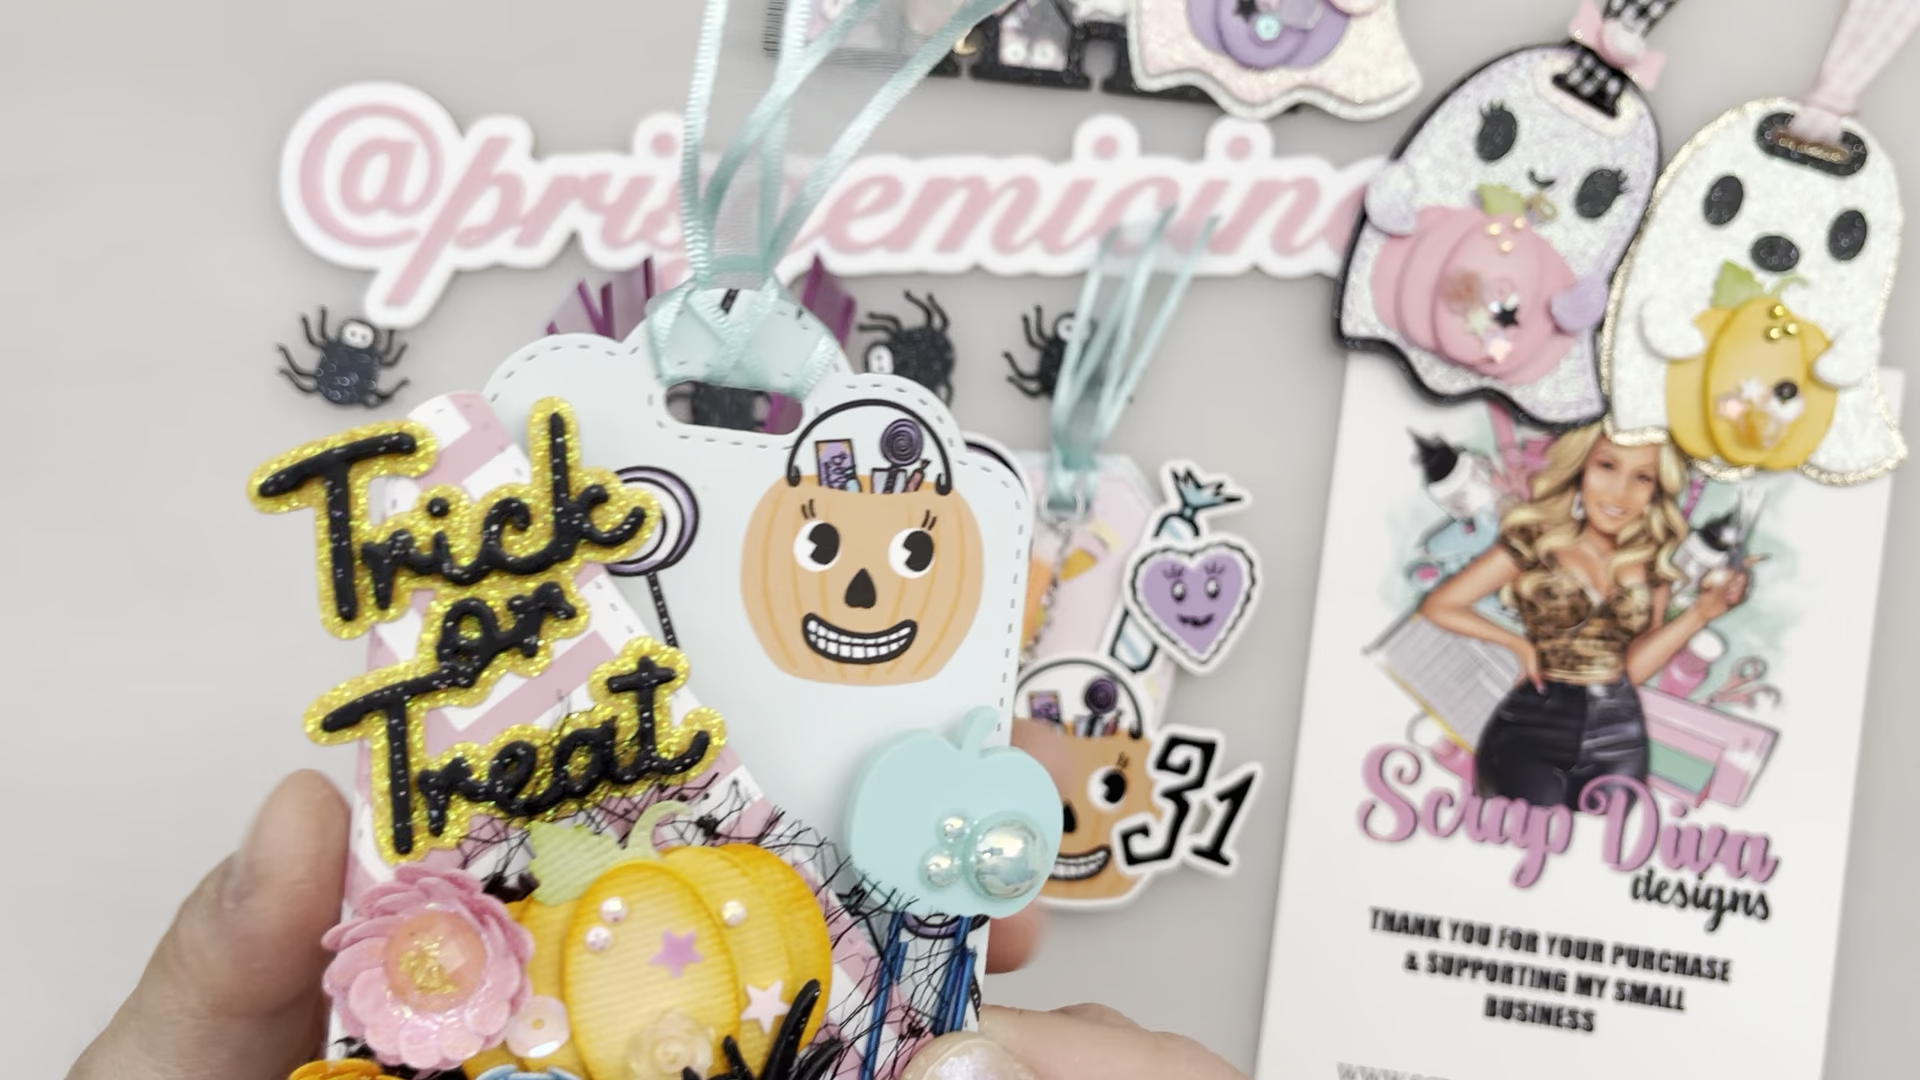 Trick
or
Treat
31
Scrap Diva
designs
THANK YOU FOR YOUR PURCHASE
& SUPPORTING MY SMALL
BUSINESS